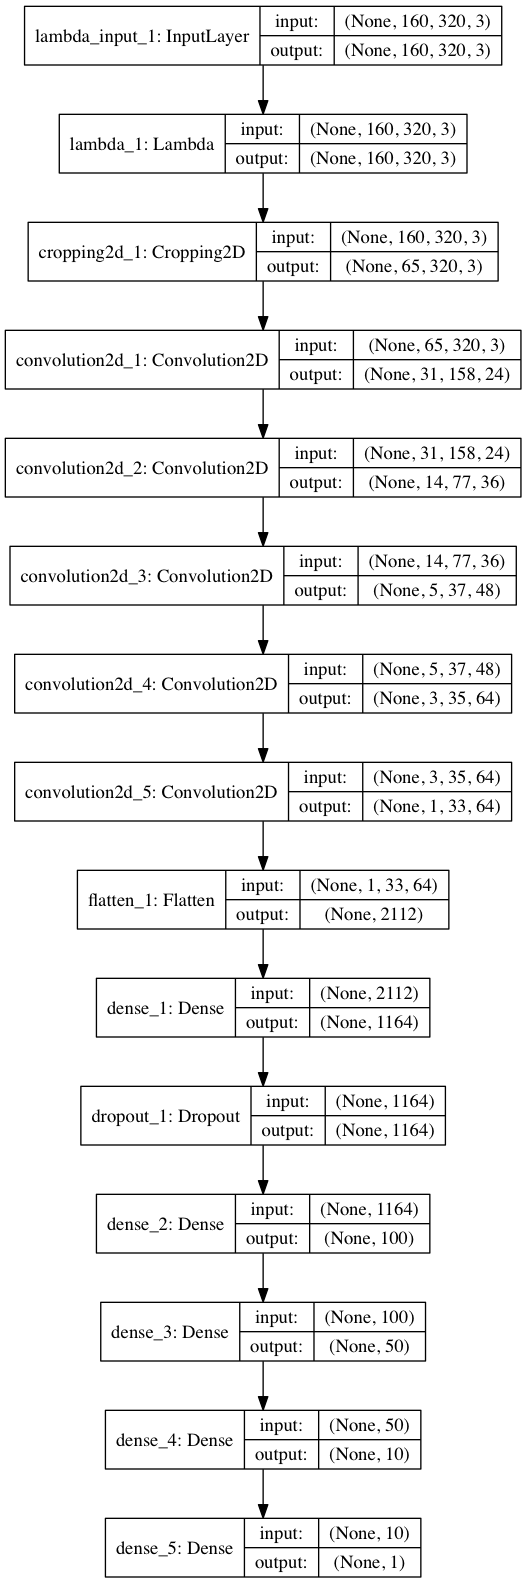 lambda_input_1: InputLayer
input: (None, 160, 320, 3)
output: (None, 160, 320, 3)
lambda_1: Lambda
input: (None, 160, 320, 3)
output: (None, 160, 320, 3)
cropping2d_1: Cropping2D
input: (None, 160, 320, 3)
output: (None, 65, 320, 3)
convolution2d_1: Convolution2D
input: (None, 65, 320, 3)
output: (None, 31, 158, 24)
convolution2d_2: Convolution2D
input: (None, 31, 158, 24)
output: (None, 14, 77, 36)
convolution2d_3: Convolution2D
input: (None, 14, 77, 36)
output: (None, 5, 37, 48)
convolution2d_4: Convolution2D
input: (None, 5, 37, 48)
output: (None, 3, 35, 64)
convolution2d_5: Convolution2D
input: (None, 3, 35, 64)
output: (None, 1, 33, 64)
flatten_1: Flatten
input: (None, 1, 33, 64)
output: (None, 2112)
dense_1: Dense
input: (None, 2112)
output: (None, 1164)
dropout_1: Dropout
input: (None, 1164)
output: (None, 1164)
dense_2: Dense
input: (None, 1164)
output: (None, 100)
dense_3: Dense
input: (None, 100)
output: (None, 50)
dense_4: Dense
input: (None, 50)
output: (None, 10)
dense_5: Dense
input: (None, 10)
output: (None, 1)